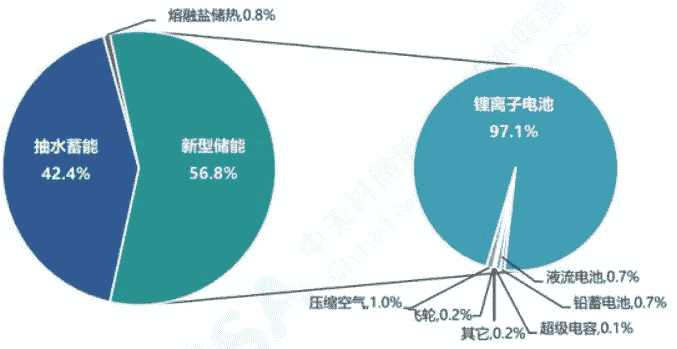 熔融盐储热,0.8%
抽水蓄能
42.4%
新型储能
56.8%
锂离子电池
97.1%
液流电池,0.7%
压缩空气,1.0%
铅蓄电池,0.7%
飞轮,0.2%
超级电容,0.1%
其它,0.2%